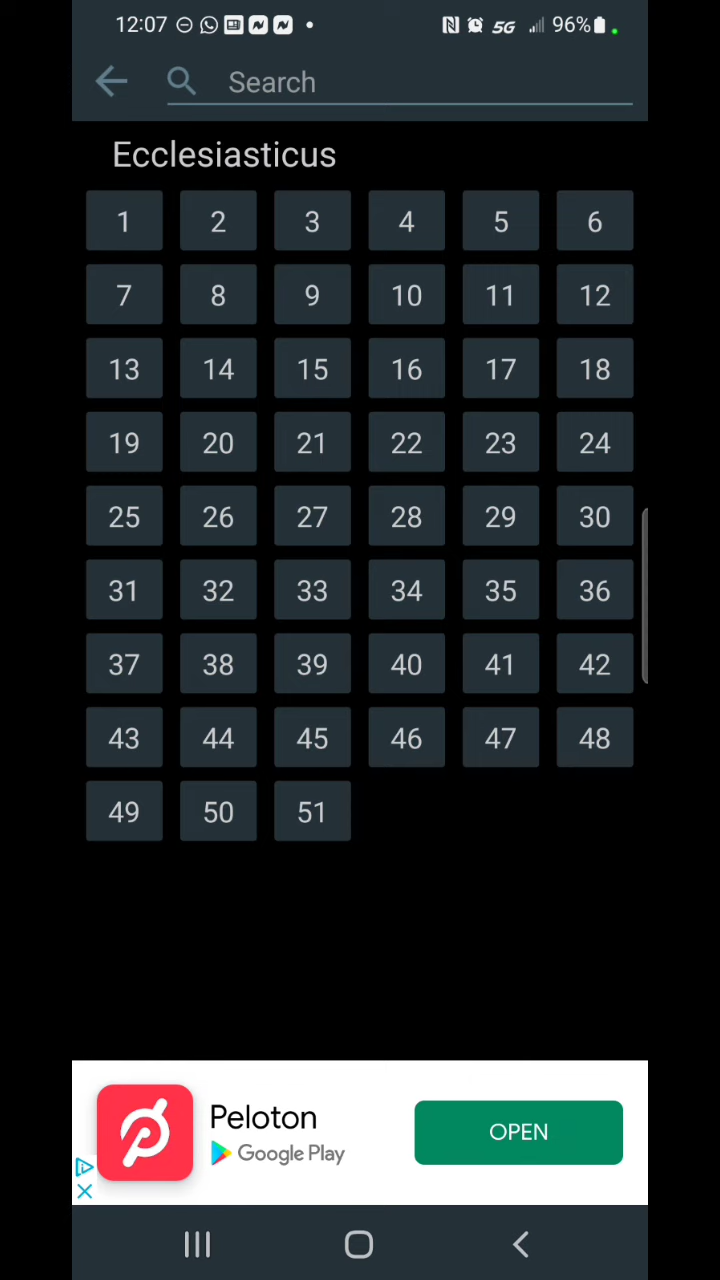 12:07 5G 96%
Search
Ecclesiasticus
1 2 3 4 5 6
7 8 9 10 11 12
13 14 15 16 17 18
19 20 21 22 23 24
25 26 27 28 29 30
31 32 33 34 35 36
37 38 39 40 41 42
43 44 45 46 47 48
49 50 51
Peloton
Google Play
OPEN